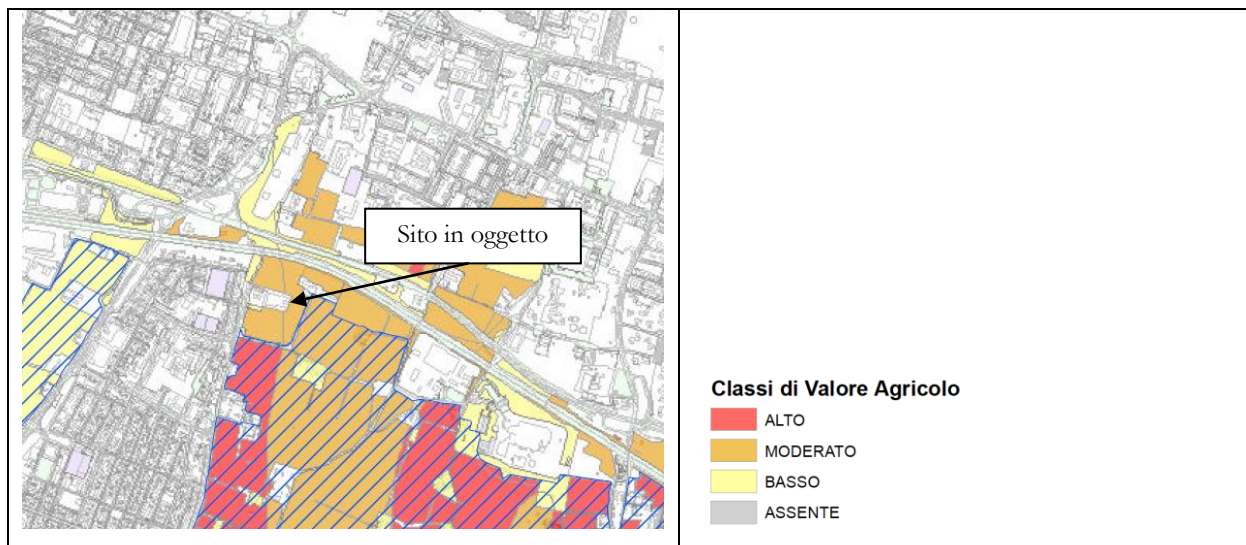 Sito in oggetto
Classi di Valore Agricolo
ALTO
MODERATO
BASSO
ASSENTE